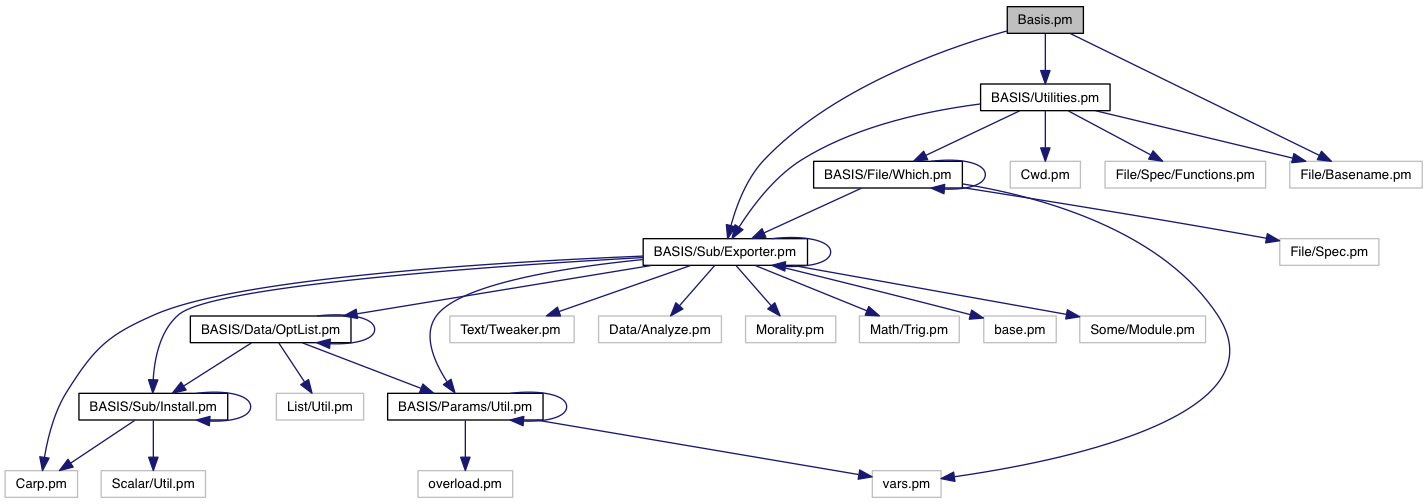 Basis.pm
BASIS/Utilities.pm
BASIS/File/Which.pm
Cwd.pm
File/Spec/Functions.pm
File/Basename.pm
BASIS/Sub/Exporter.pm
File/Spec.pm
BASIS/Data/OptList.pm
Text/Tweaker.pm
Data/Analyze.pm
Morality.pm
Math/Trig.pm
base.pm
Some/Module.pm
BASIS/Sub/Install.pm
List/Util.pm
BASIS/Params/Util.pm
Carp.pm
Scalar/Util.pm
overload.pm
vars.pm